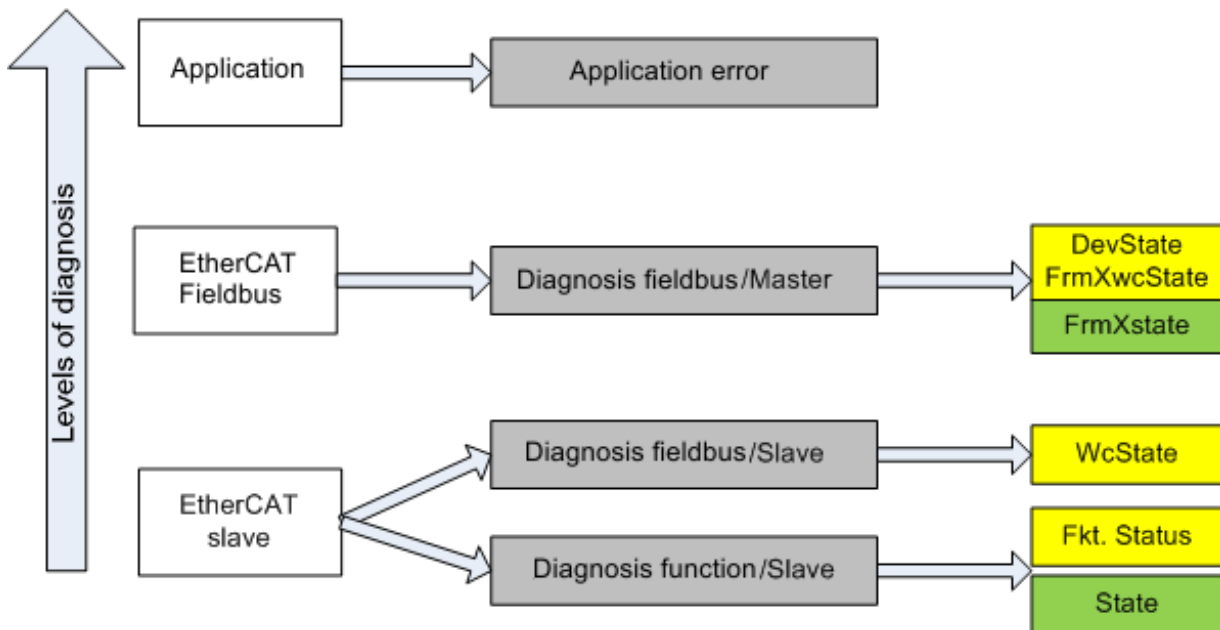 Levels of diagnosis
Application
Application error
EtherCAT
Fieldbus
Diagnosis fieldbus/Master
DevState
FrmXwcState
FrmXstate
EtherCAT
slave
Diagnosis fieldbus/Slave
WcState
Diagnosis function/Slave
Fkt. Status
State